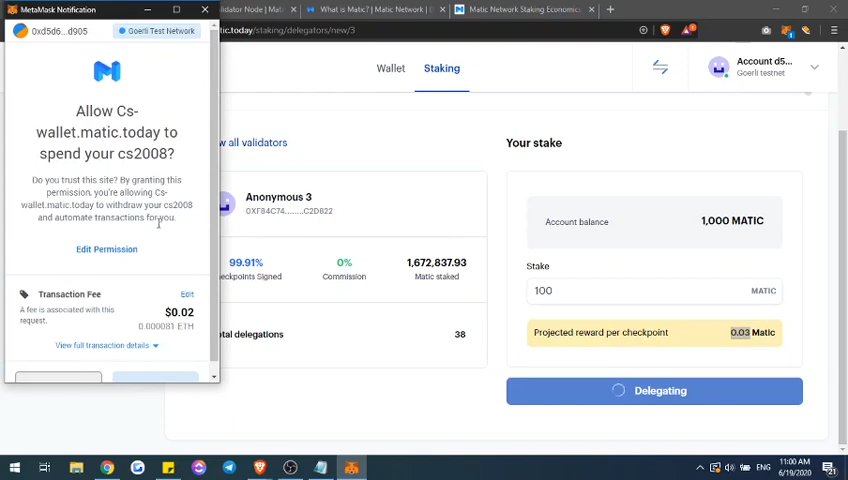 MetaMask Notification
0xd5d6...d905
Goerli Test Network
Allow Cs-
wallet.matic.today to
spend your cs2008?
Do you trust this site? By granting
this permission, you're allowing Cs-
wallet.matic.today to withdraw your cs2008
and automate transactions for you.
Edit Permission
Transaction Fee
Edit
A fee is associated with this
request.
$0.02
0.000081 ETH
View full transaction details
alidator Node | Mat
What is Matic? | Matic Network | D
Matic Network Staking Economics
tic.today/staking/delegators/new/3
Wallet
Staking
Account d5...
Goerli testnet
w all validators
Your stake
Anonymous 3
0XF84C74........C2D822
99.91%
0%
1,672,837.93
heckpoints Signed
Commission
Matic staked
otal delegations
38
Account balance
1,000 MATIC
Stake
100
MATIC
Projected reward per checkpoint
0.03 Matic
Delegating
ENG
11:00 AM
6/19/2020
21